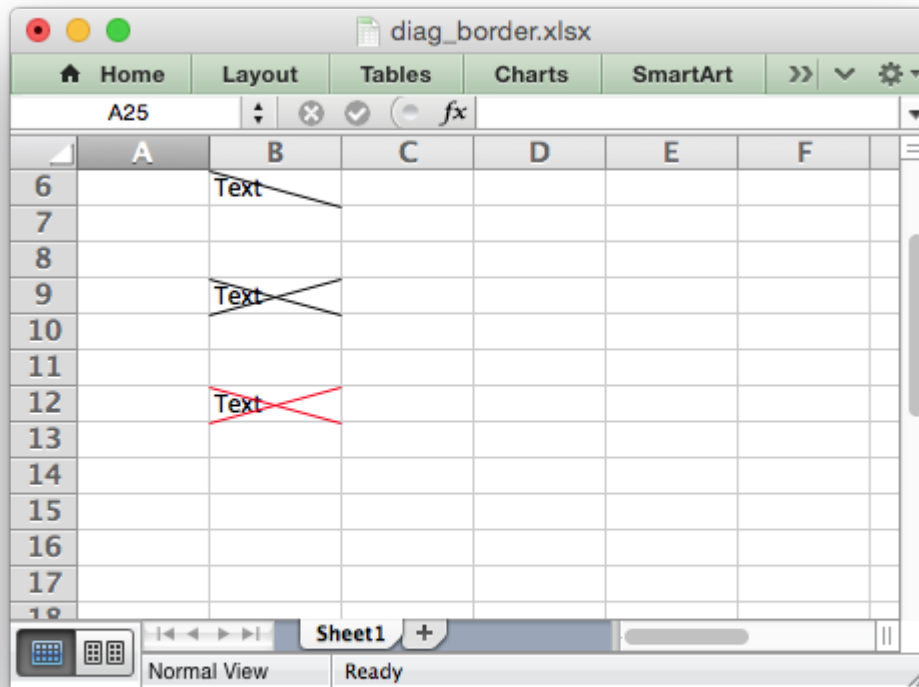 diag_border.xlsx
Home Layout Tables Charts SmartArt
A25 fx
A B C D E F
6 Text
7
8
9 Text
10
11
12 Text
13
14
15
16
17
18
Sheet1 +
Normal View Ready